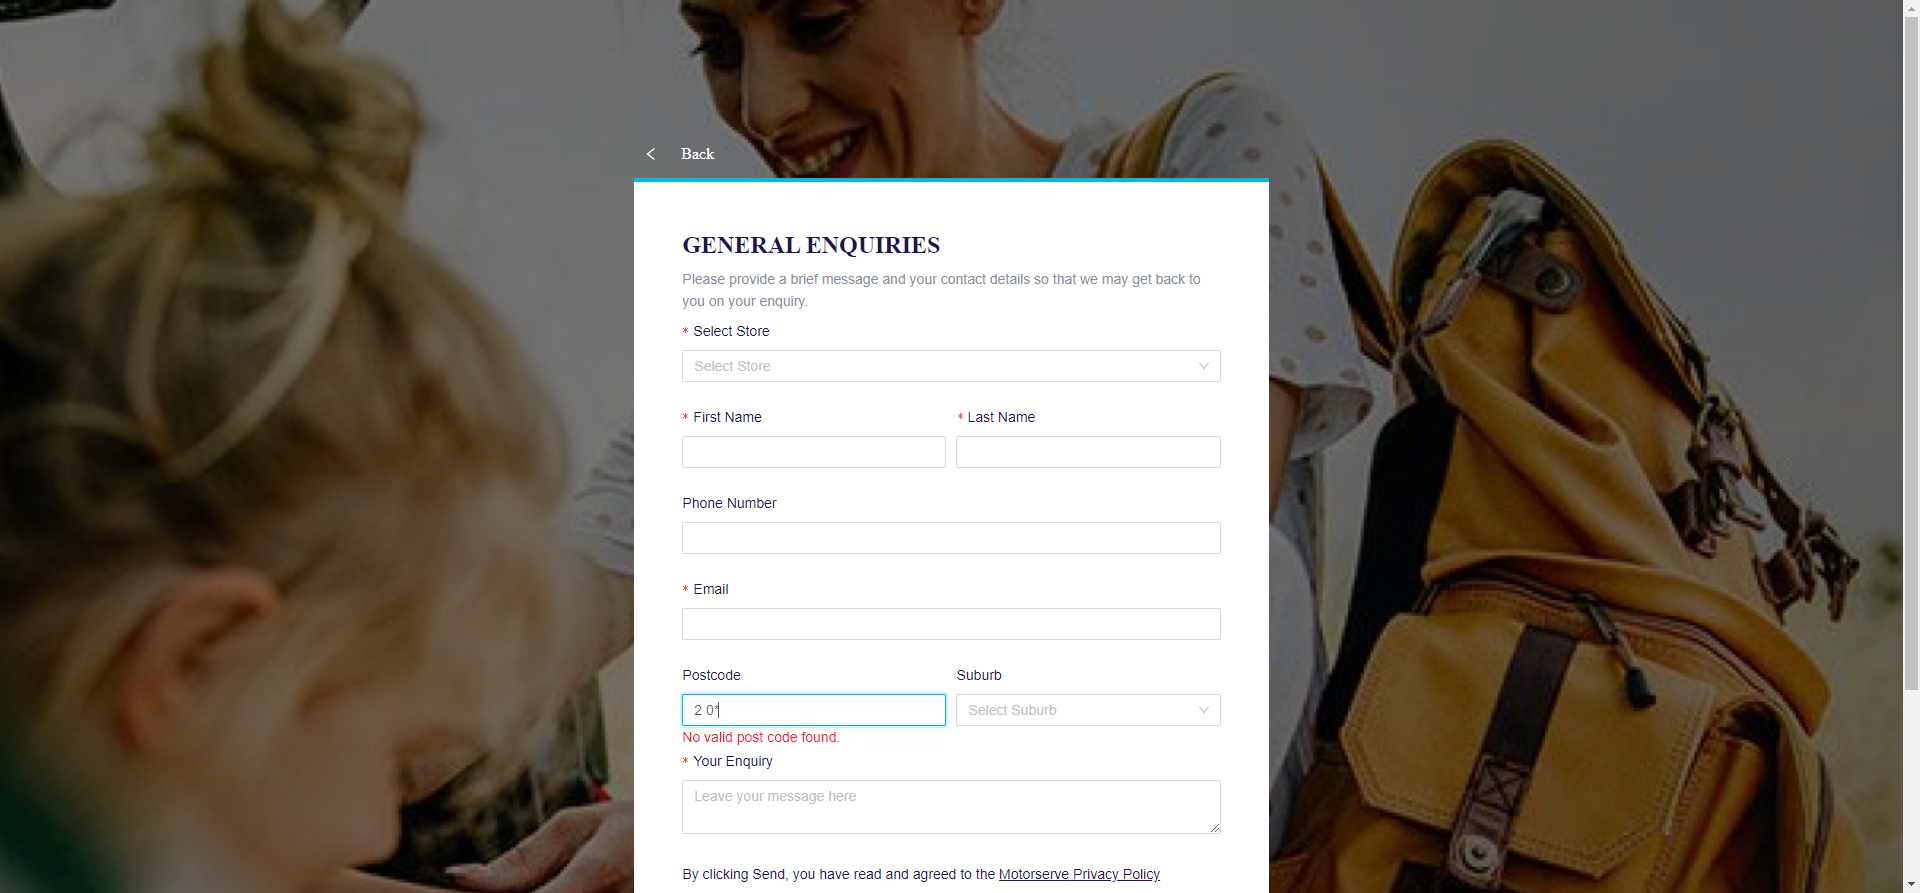 Back
GENERAL ENQUIRIES
Please provide a brief message and your contact details so that we may get back to
you on your enquiry.
* Select Store
Select Store
* First Name * Last Name
Phone Number
* Email
Postcode Suburb
2 0* Select Suburb
No valid post code found.
* Your Enquiry
Leave your message here
By clicking Send, you have read and agreed to the Motorserve Privacy Policy